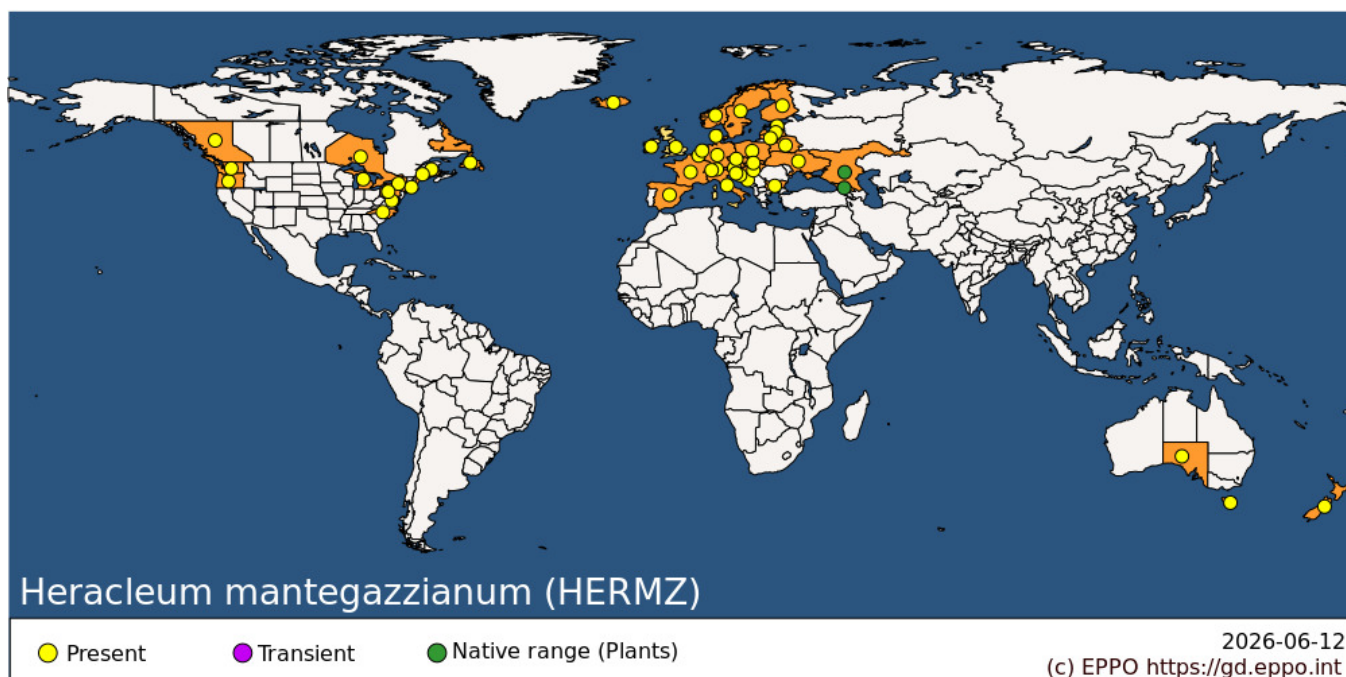 Heracleum mantegazzianum (HERMZ)
Present
Transient
Native range (Plants)
2026-06-12
(c) EPPO https://gd.eppo.int